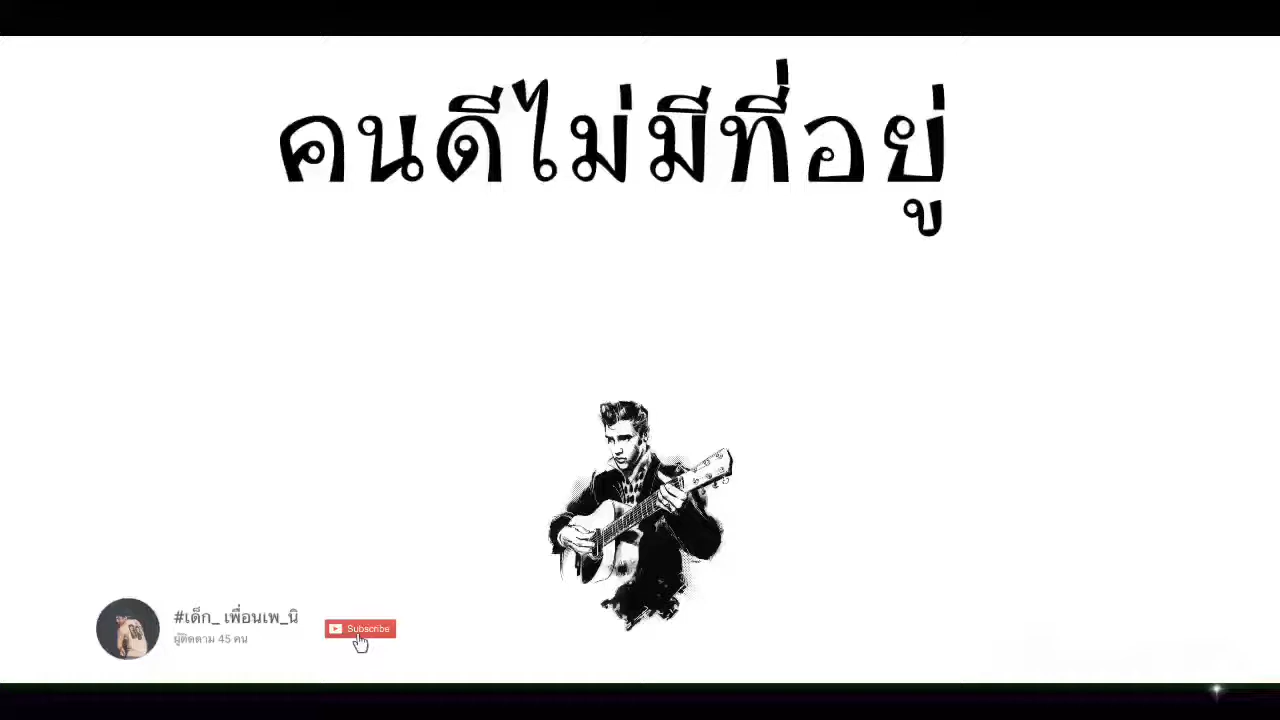 คนดีไม่มีที่อยู่
#เด็ก_ เพื่อนเพ_นิ
ผู้ติดตาม 45 คน
Subscribe